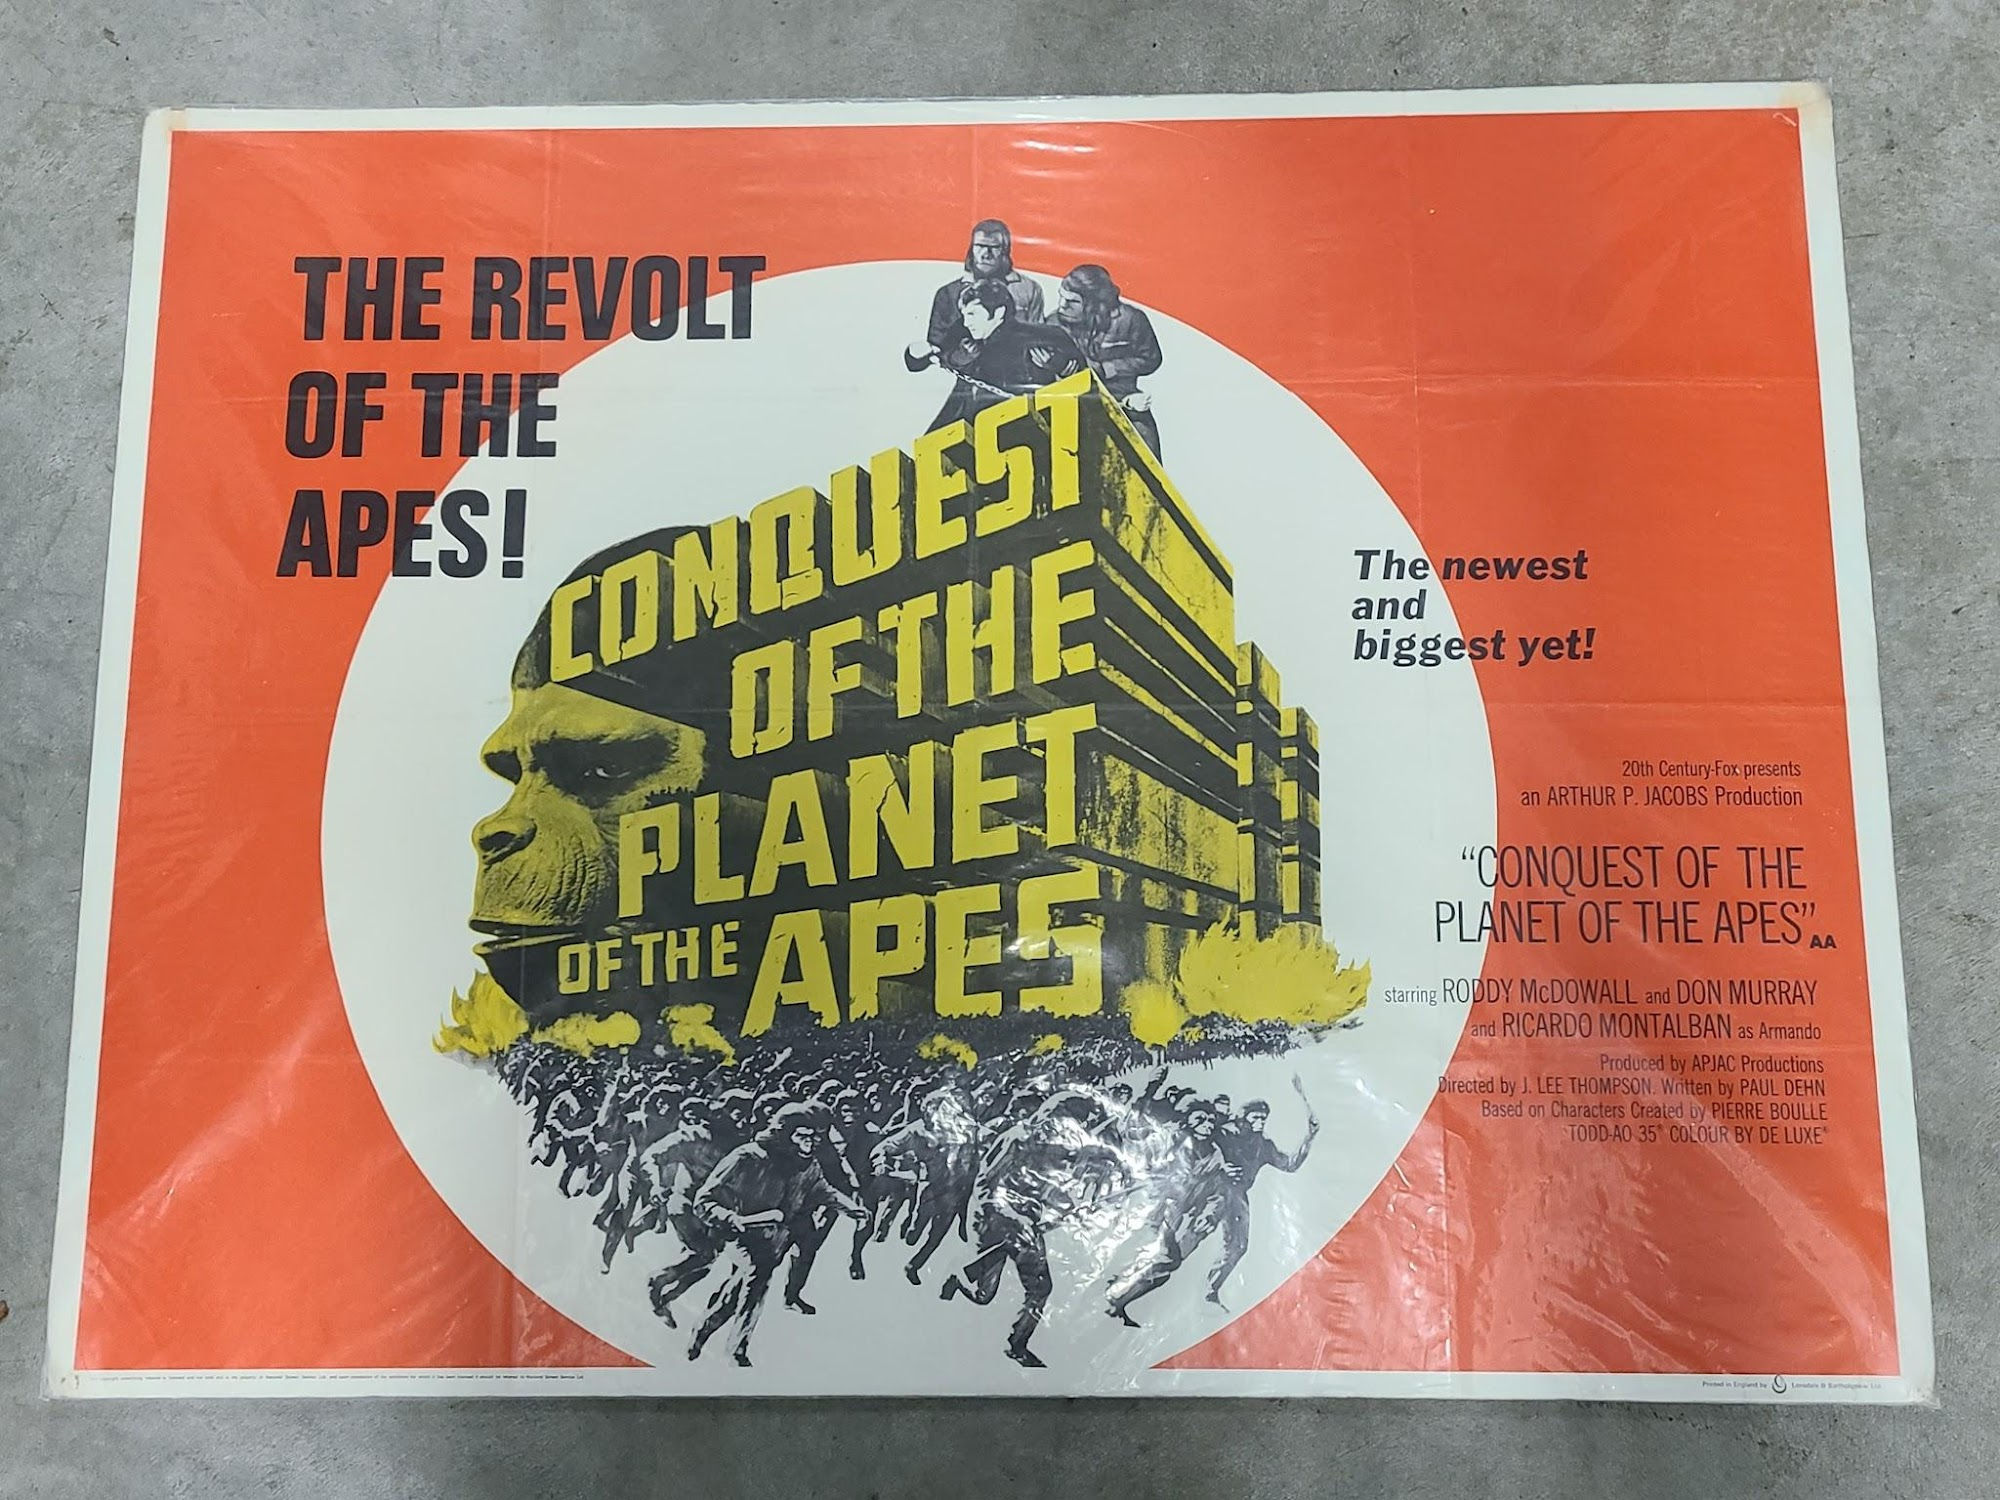 THE REVOLT
OF THE
APES!
CONQUEST
OF THE
PLANET
OF THE APES
The newest
and
biggest yet!
20th Century-Fox presents
an ARTHUR P. JACOBS Production
"CONQUEST OF THE
PLANET OF THE APES" AA
starring RODDY McDOWALL and DON MURRAY
and RICARDO MONTALBAN as Armando
Produced by APJAC Productions
Directed by J. LEE THOMPSON. Written by PAUL DEHN
Based on Characters Created by PIERRE BOULLE
TODD-AO 35® COLOUR BY DE LUXE®
Printed in England by Lonsdale & Bartholomew Ltd